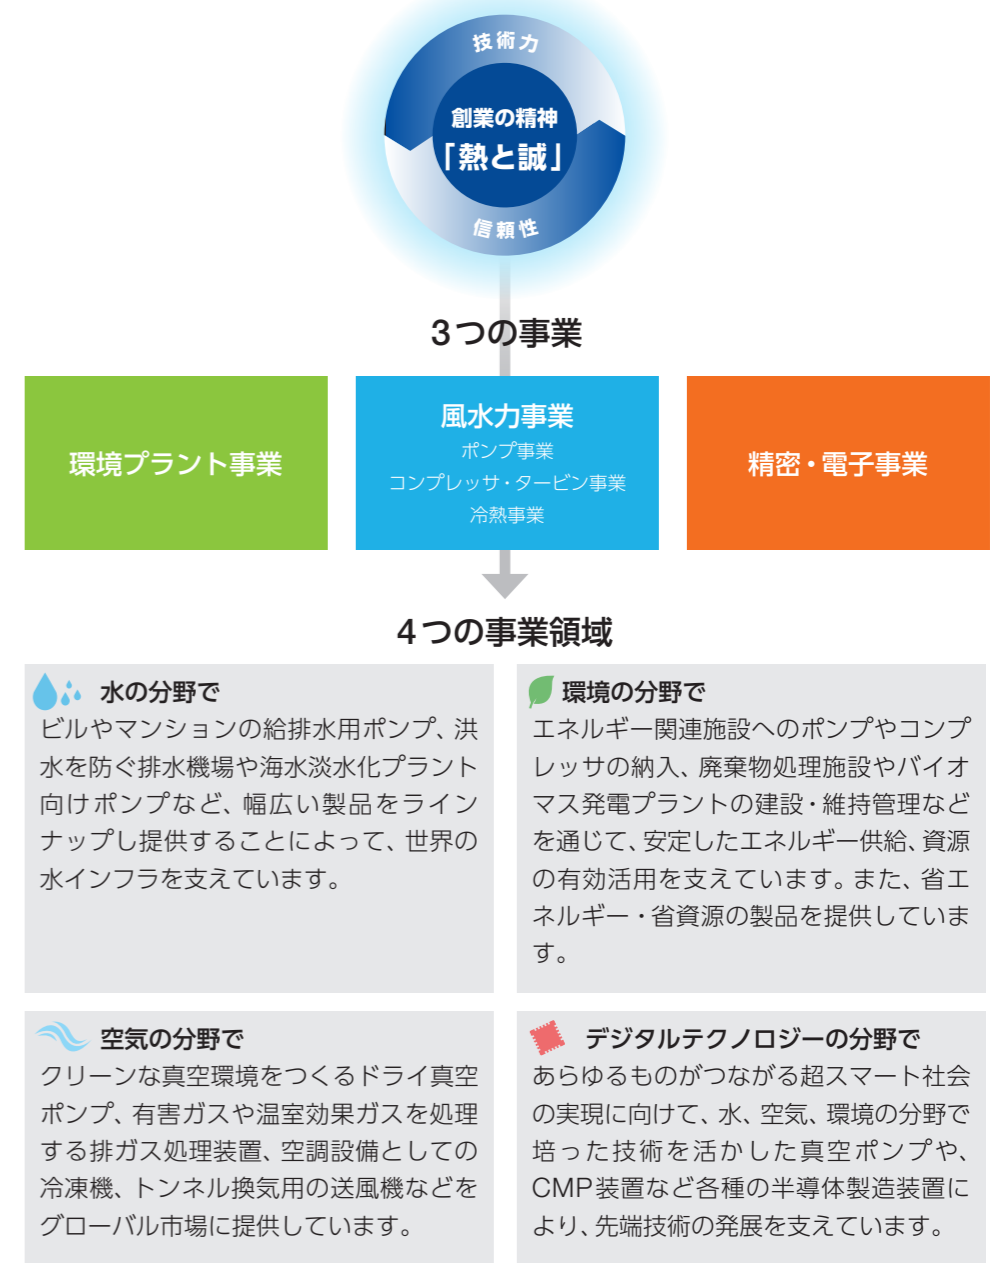 技術力
創業の精神
「熱と誠」
信頼性
3つの事業
環境プラント事業
風水力事業
ポンプ事業
コンプレッサ・タービン事業
冷熱事業
精密・電子事業
4つの事業領域
水の分野で
ビルやマンションの給排水用ポンプ、洪
水を防ぐ排水機場や海水淡水化プラント
向けポンプなど、幅広い製品をライン
ナップし提供することによって、世界の
水インフラを支えています。
環境の分野で
エネルギー関連施設へのポンプやコンプ
レッサの納入、廃棄物処理施設やバイオ
マス発電プラントの建設・維持管理など
を通じて、安定したエネルギー供給、資源
の有効活用を支えています。また、省エ
ネルギー・省資源の製品を提供していま
す。
空気の分野で
クリーンな真空環境をつくるドライ真空
ポンプ、有害ガスや温室効果ガスを処理
する排ガス処理装置、空調設備としての
冷凍機、トンネル換気用の送風機などを
グローバル市場に提供しています。
デジタルテクノロジーの分野で
あらゆるものがつながる超スマート社会
の実現に向けて、水、空気、環境の分野で
培った技術を活かした真空ポンプや、
CMP装置など各種の半導体製造装置に
より、先端技術の発展を支えています。